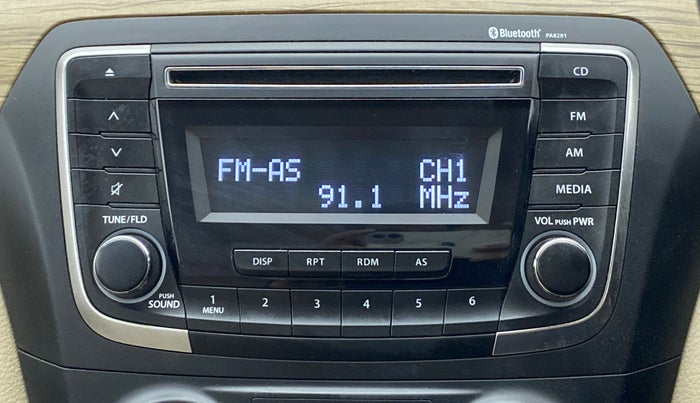 Bluetooth® PA82R1
CD
FM
FM-AS CH1
91.1 MHz
AM
MEDIA
TUNE/FLD
VOL PUSH PWR
DISP RPT RDM AS
PUSH
SOUND
1 2 3 4 5 6
MENU